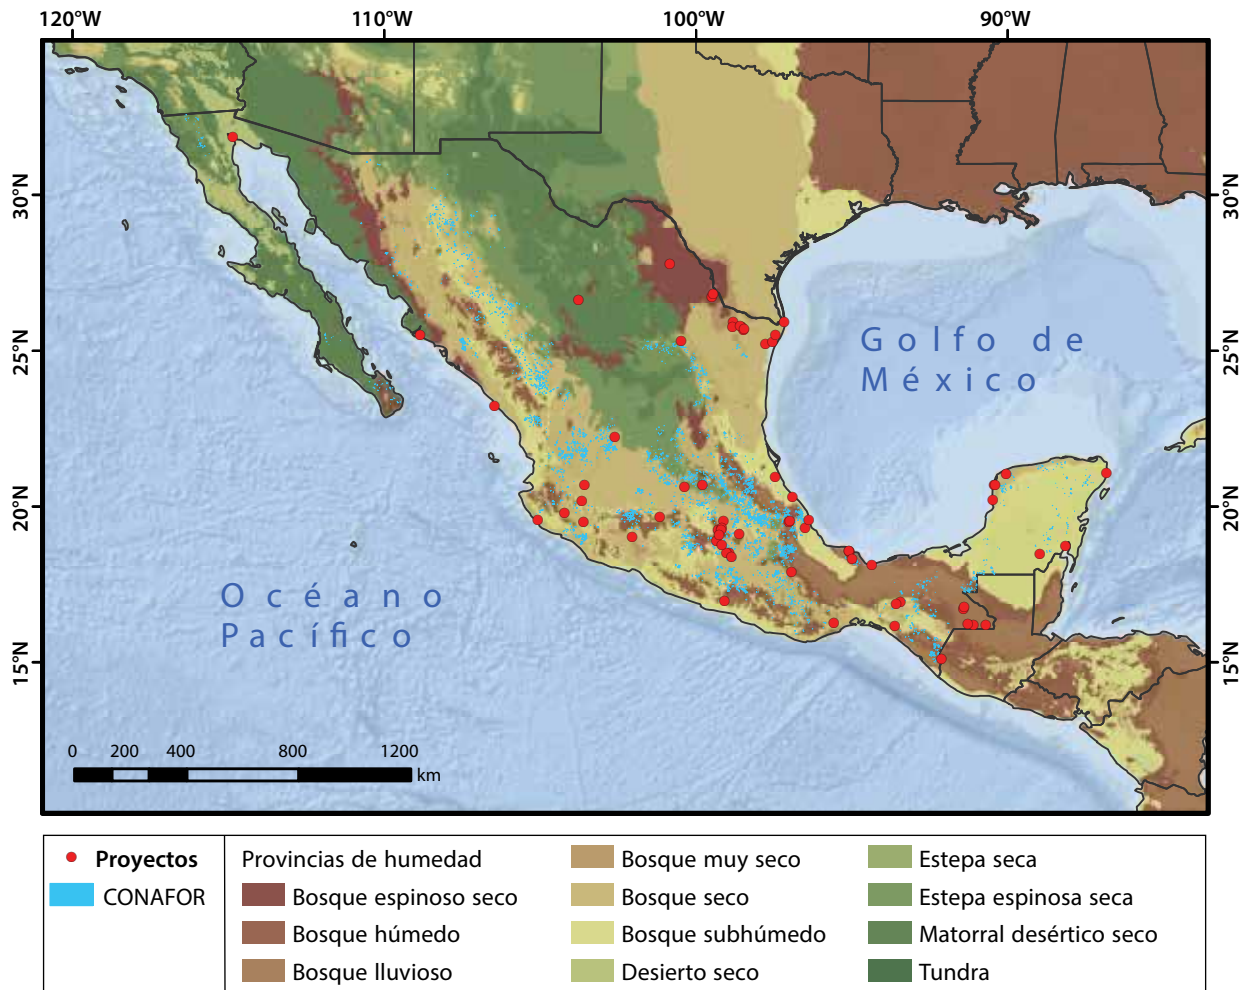 120°W 110°W 100°W 90°W
30°N 30°N
25°N 25°N
20°N 20°N
15°N 15°N
Golfo de
México
Océano
Pacífico
0 200 400 800 1200
km
Proyectos
CONAFOR
Provincias de humedad
Bosque espinoso seco
Bosque húmedo
Bosque lluvioso
Bosque muy seco
Bosque seco
Bosque subhúmedo
Desierto seco
Estepa seca
Estepa espinosa seca
Matorral desértico seco
Tundra